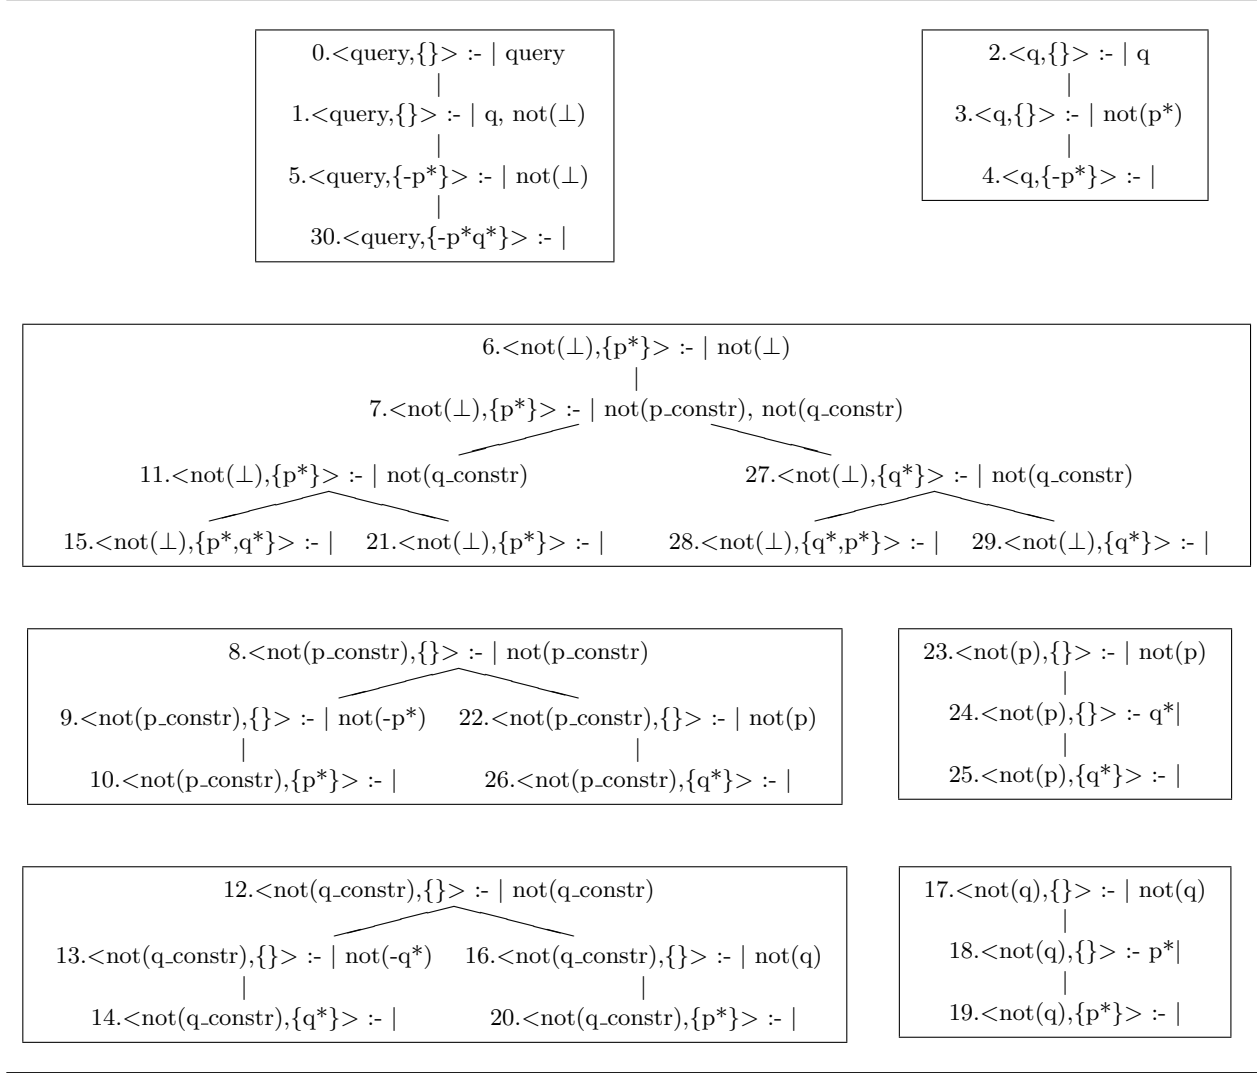 0.<query,{}> :- | query
1.<query,{}> :- | q, not(⊥)
5.<query,{-p*}> :- | not(⊥)
30.<query,{-p*q*}> :- |
2.<q,{}> :- | q
3.<q,{}> :- | not(p*)
4.<q,{-p*}> :- |
6.<not(⊥),{p*}> :- | not(⊥)
7.<not(⊥),{p*}> :- | not(p_constr), not(q_constr)
11.<not(⊥),{p*}> :- | not(q_constr) 27.<not(⊥),{q*}> :- | not(q_constr)
15.<not(⊥),{p*,q*}> :- | 21.<not(⊥),{p*}> :- | 28.<not(⊥),{q*,p*}> :- | 29.<not(⊥),{q*}> :- |
8.<not(p_constr),{}> :- | not(p_constr)
9.<not(p_constr),{}> :- | not(-p*) 22.<not(p_constr),{}> :- | not(p)
10.<not(p_constr),{p*}> :- | 26.<not(p_constr),{q*}> :- |
23.<not(p),{}> :- | not(p)
24.<not(p),{}> :- q*|
25.<not(p),{q*}> :- |
12.<not(q_constr),{}> :- | not(q_constr)
13.<not(q_constr),{}> :- | not(-q*) 16.<not(q_constr),{}> :- | not(q)
14.<not(q_constr),{q*}> :- | 20.<not(q_constr),{p*}> :- |
17.<not(q),{}> :- | not(q)
18.<not(q),{}> :- p*|
19.<not(q),{p*}> :- |